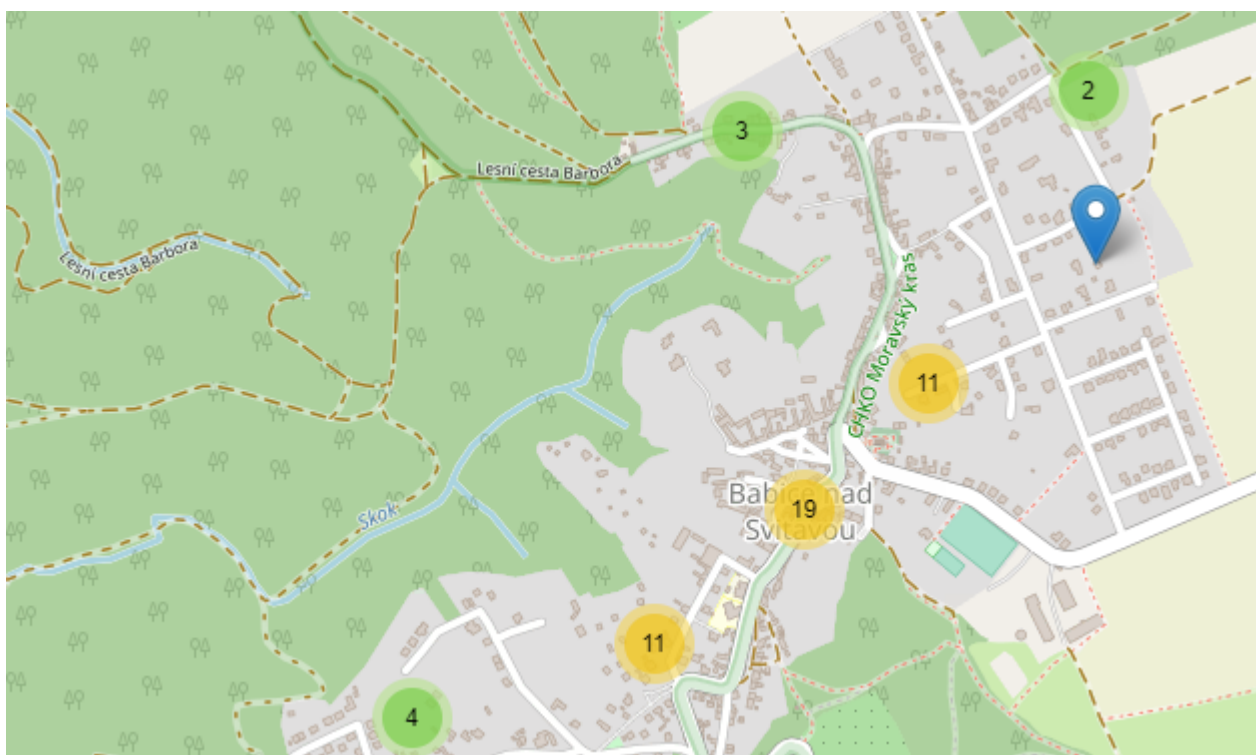 2
3
Lesní cesta Barbora
Lesní cesta Barbora
CHKO Moravský kras
11
19
Babice nad
Svitavou
Skok
11
4